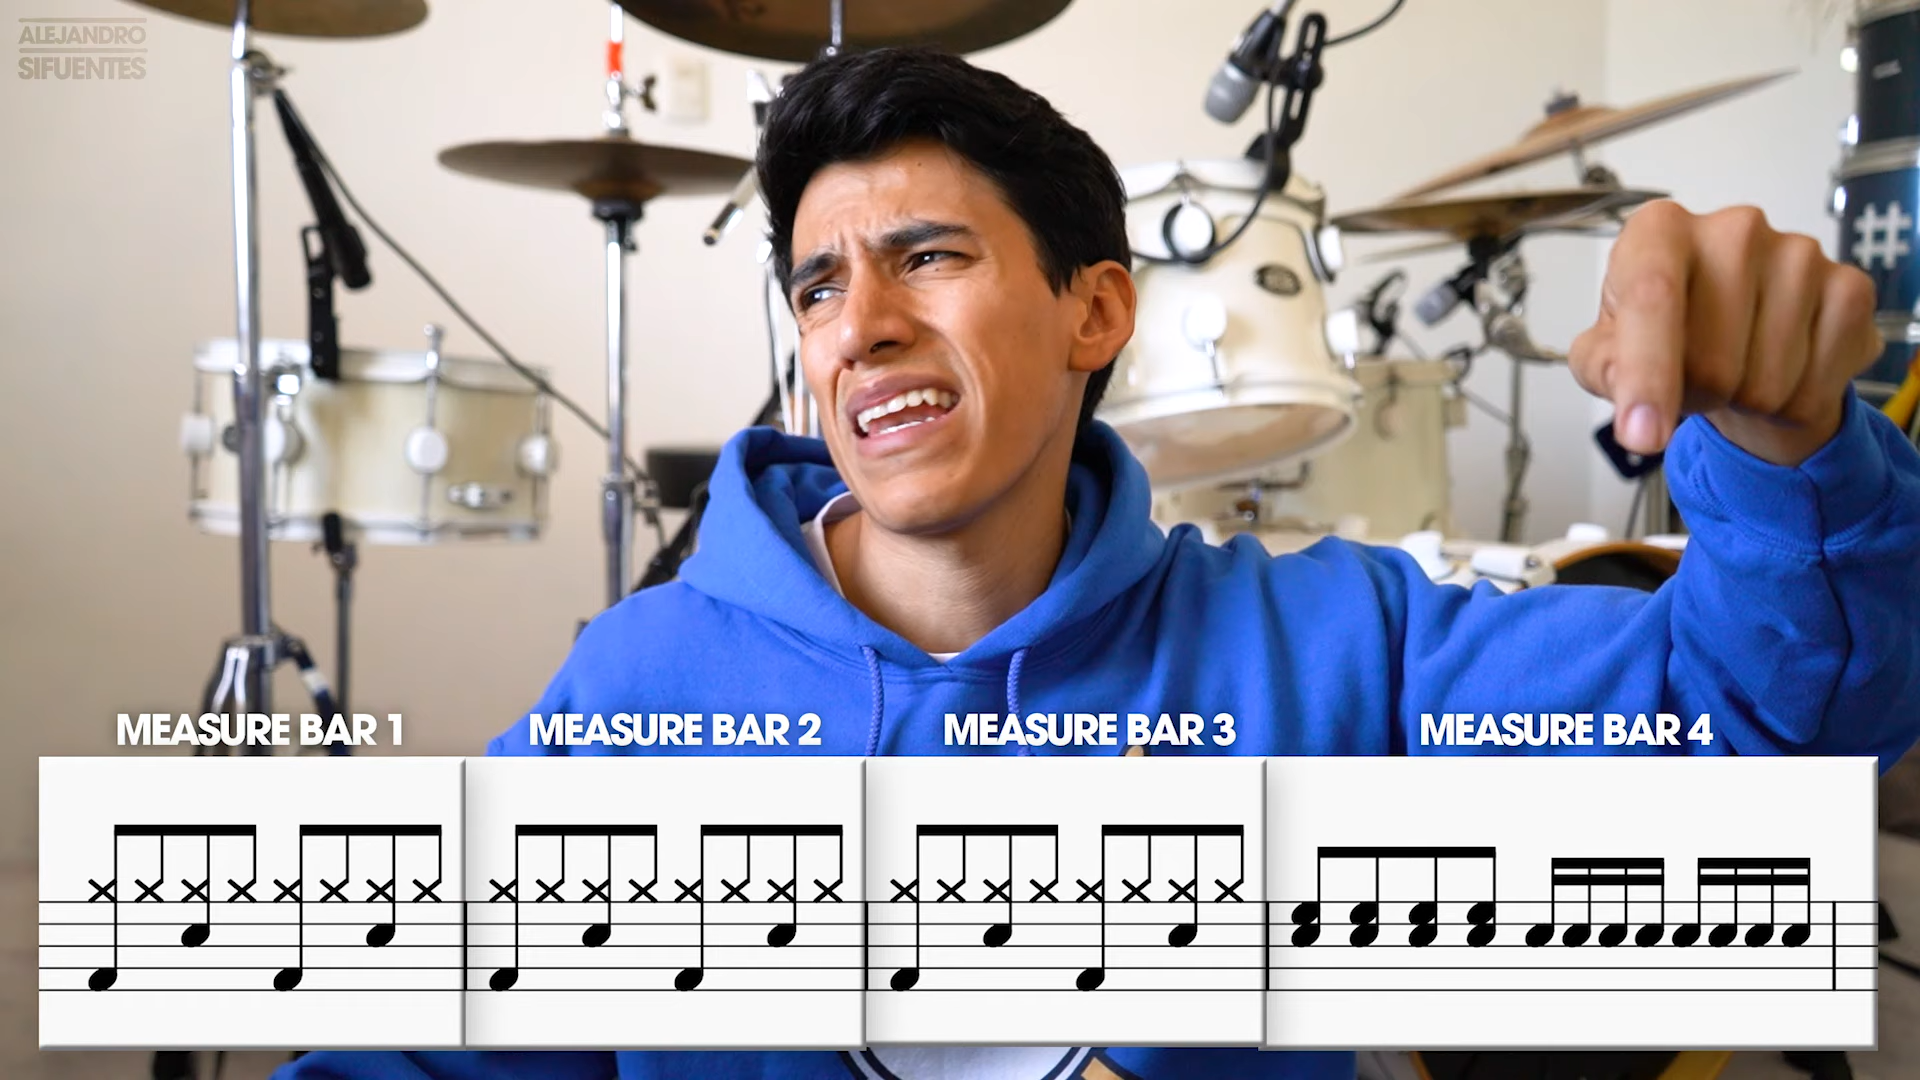 ALEJANDRO
SIFUENTES
#
MEASURE BAR 1
MEASURE BAR 2
MEASURE BAR 3
MEASURE BAR 4